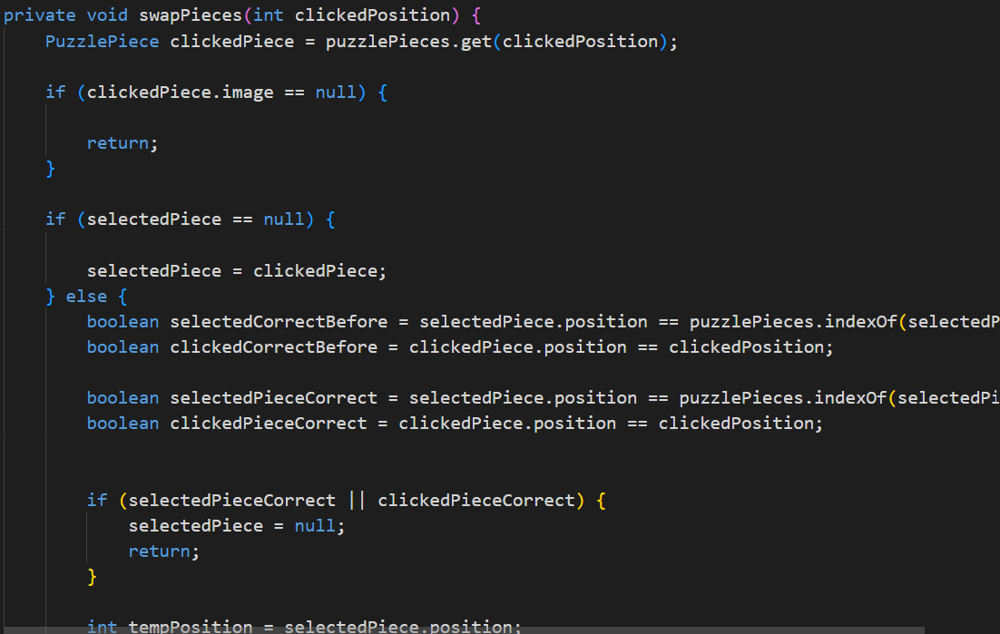 private void swapPieces(int clickedPosition) {
PuzzlePiece clickedPiece = puzzlePieces.get(clickedPosition);
if (clickedPiece.image == null) {
return;
}
if (selectedPiece == null) {
selectedPiece = clickedPiece;
} else {
boolean selectedCorrectBefore = selectedPiece.position == puzzlePieces.indexOf(selectedP
boolean clickedCorrectBefore = clickedPiece.position == clickedPosition;
boolean selectedPieceCorrect = selectedPiece.position == puzzlePieces.indexOf(selectedPi
boolean clickedPieceCorrect = clickedPiece.position == clickedPosition;
if (selectedPieceCorrect || clickedPieceCorrect) {
selectedPiece = null;
return;
}
int tempPosition = selectedPiece.position;